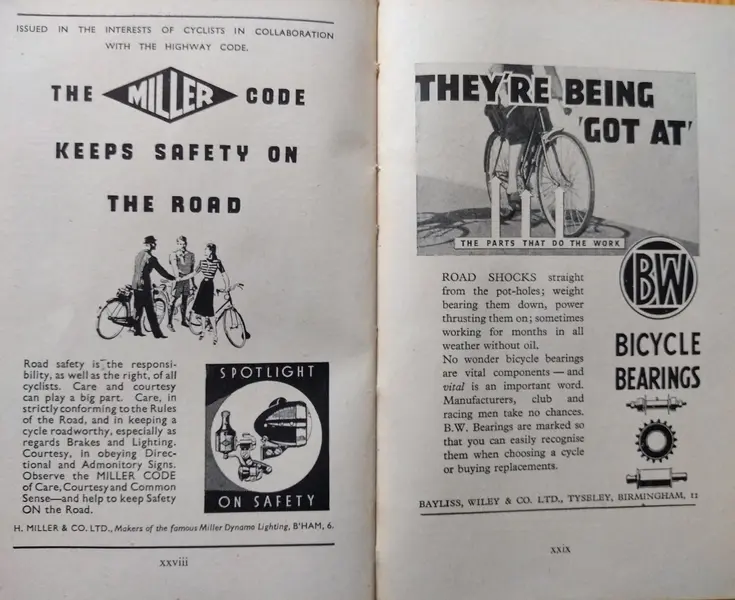 ISSUED IN THE INTERESTS OF CYCLISTS IN COLLABORATION
WITH THE HIGHWAY CODE.
THE MILLER CODE
KEEPS SAFETY ON
THE ROAD
Road safety is the responsi-
bility, as well as the right, of all
cyclists. Care and courtesy
can play a big part. Care, in
strictly conforming to the Rules
of the Road, and in keeping a
cycle roadworthy, especially as
regards Brakes and Lighting.
Courtesy, in obeying Direc-
tional and Admonitory Signs.
Observe the MILLER CODE
of Care, Courtesy and Common
Sense—and help to keep Safety
ON the Road.
SPOTLIGHT
ON SAFETY
H. MILLER & CO. LTD., Makers of the famous Miller Dynamo Lighting, B'HAM, 6.
xxviii
THEY'RE BEING
'GOT AT'
THE PARTS THAT DO THE WORK
ROAD SHOCKS straight
from the pot-holes; weight
bearing them down, power
thrusting them on; sometimes
working for months in all
weather without oil.
No wonder bicycle bearings
are vital components — and
vital is an important word.
Manufacturers, club and
racing men take no chances.
B.W. Bearings are marked so
that you can easily recognise
them when choosing a cycle
or buying replacements.
BW
BICYCLE
BEARINGS
BAYLISS, WILEY & CO. LTD., TYSELEY, BIRMINGHAM, 11
xxix